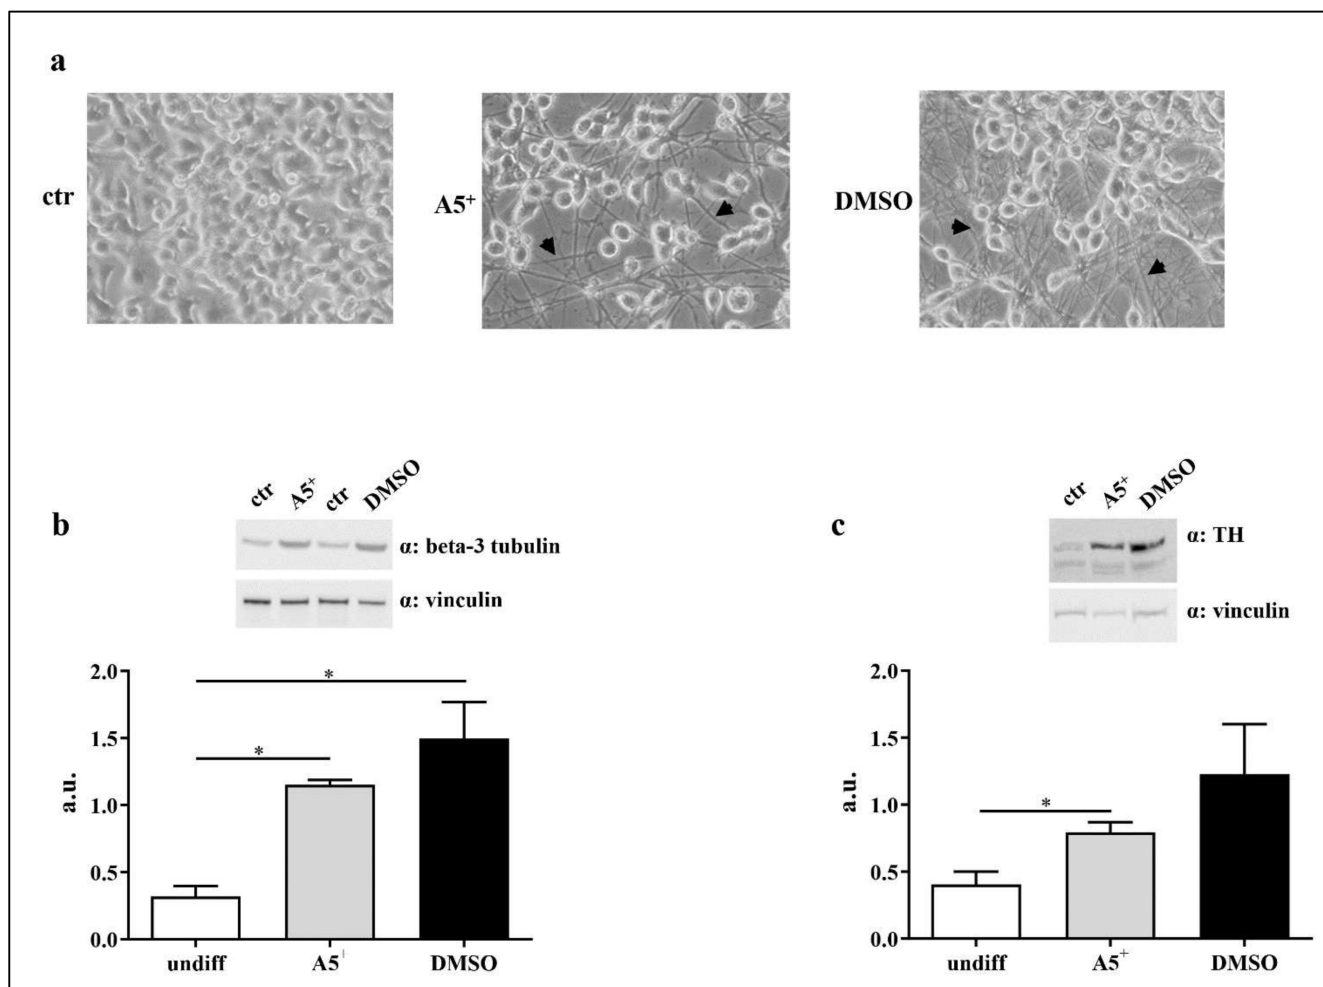 a
ctr
A5⁺
DMSO
b
ctr A5⁺ ctr DMSO
α: beta-3 tubulin
α: vinculin
*
*
2.0
1.5
1.0
0.5
0.0
a.u.
undiff A5⁺ DMSO
c
ctr A5⁺ DMSO
α: TH
α: vinculin
*
2.0
1.5
1.0
0.5
0.0
a.u.
undiff A5⁺ DMSO